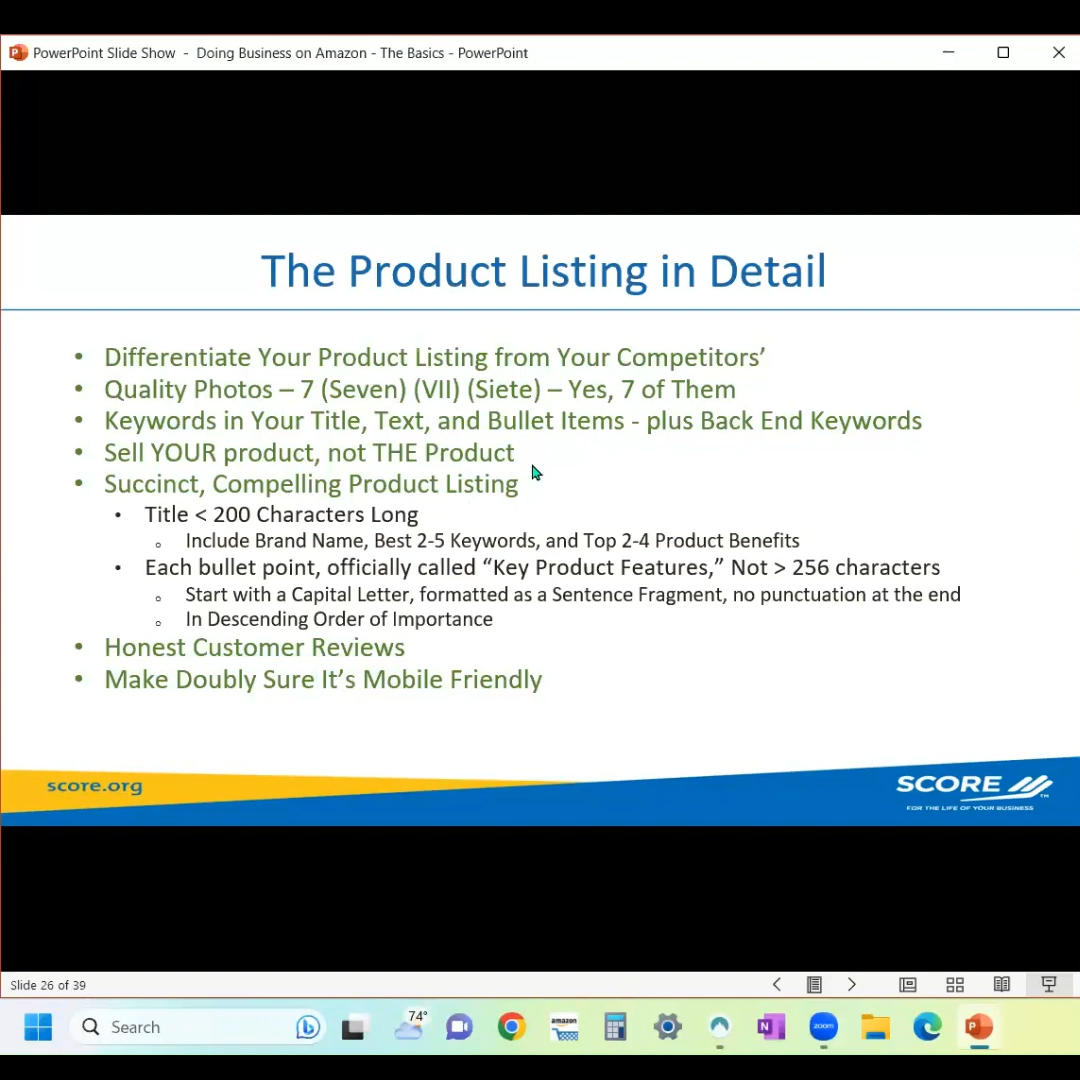 PowerPoint Slide Show - Doing Business on Amazon - The Basics - PowerPoint
The Product Listing in Detail
• Differentiate Your Product Listing from Your Competitors’
• Quality Photos – 7 (Seven) (VII) (Siete) – Yes, 7 of Them
• Keywords in Your Title, Text, and Bullet Items - plus Back End Keywords
• Sell YOUR product, not THE Product
• Succinct, Compelling Product Listing
• Title < 200 Characters Long
◦ Include Brand Name, Best 2-5 Keywords, and Top 2-4 Product Benefits
• Each bullet point, officially called “Key Product Features,” Not > 256 characters
◦ Start with a Capital Letter, formatted as a Sentence Fragment, no punctuation at the end
◦ In Descending Order of Importance
• Honest Customer Reviews
• Make Doubly Sure It’s Mobile Friendly
score.org
SCORE
TM
FOR THE LIFE OF YOUR BUSINESS
Slide 26 of 39
Search
74°
amazon
N
zoom
P